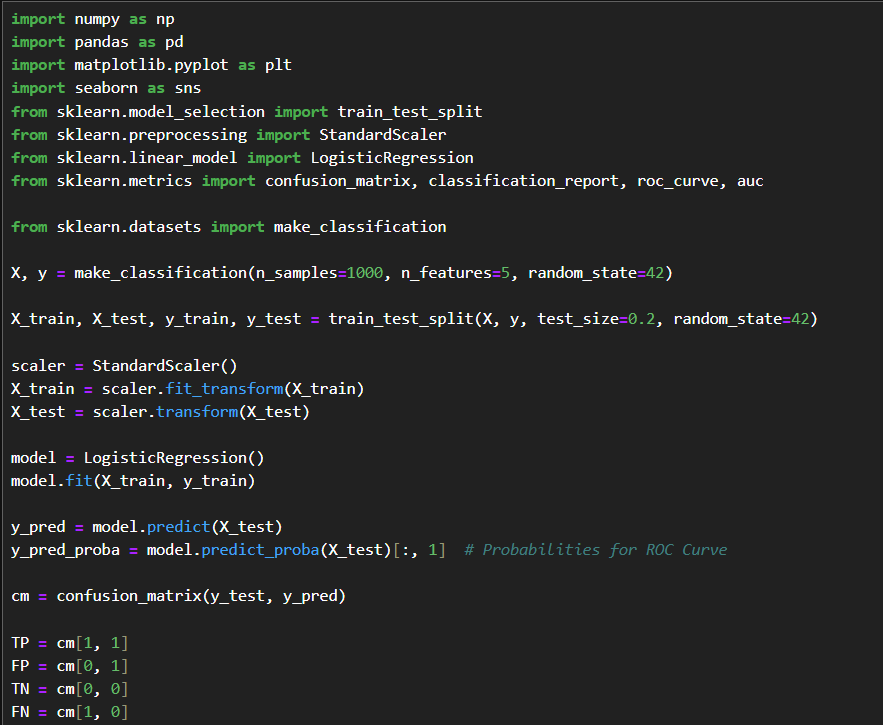 import numpy as np
import pandas as pd
import matplotlib.pyplot as plt
import seaborn as sns
from sklearn.model_selection import train_test_split
from sklearn.preprocessing import StandardScaler
from sklearn.linear_model import LogisticRegression
from sklearn.metrics import confusion_matrix, classification_report, roc_curve, auc
from sklearn.datasets import make_classification
X, y = make_classification(n_samples=1000, n_features=5, random_state=42)
X_train, X_test, y_train, y_test = train_test_split(X, y, test_size=0.2, random_state=42)
scaler = StandardScaler()
X_train = scaler.fit_transform(X_train)
X_test = scaler.transform(X_test)
model = LogisticRegression()
model.fit(X_train, y_train)
y_pred = model.predict(X_test)
y_pred_proba = model.predict_proba(X_test)[:, 1]  # Probabilities for ROC Curve
cm = confusion_matrix(y_test, y_pred)
TP = cm[1, 1]
FP = cm[0, 1]
TN = cm[0, 0]
FN = cm[1, 0]